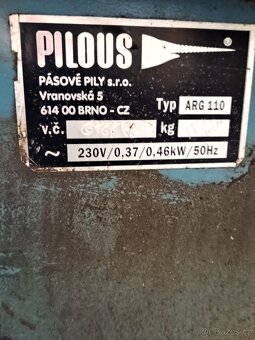 PILOUS ®
PÁSOVÉ PILY s.r.o.
Vranovská 5
614 00 BRNO - CZ
Typ ARG 110
v.č. kg
~ 230V/0,37/0,46kW/50Hz